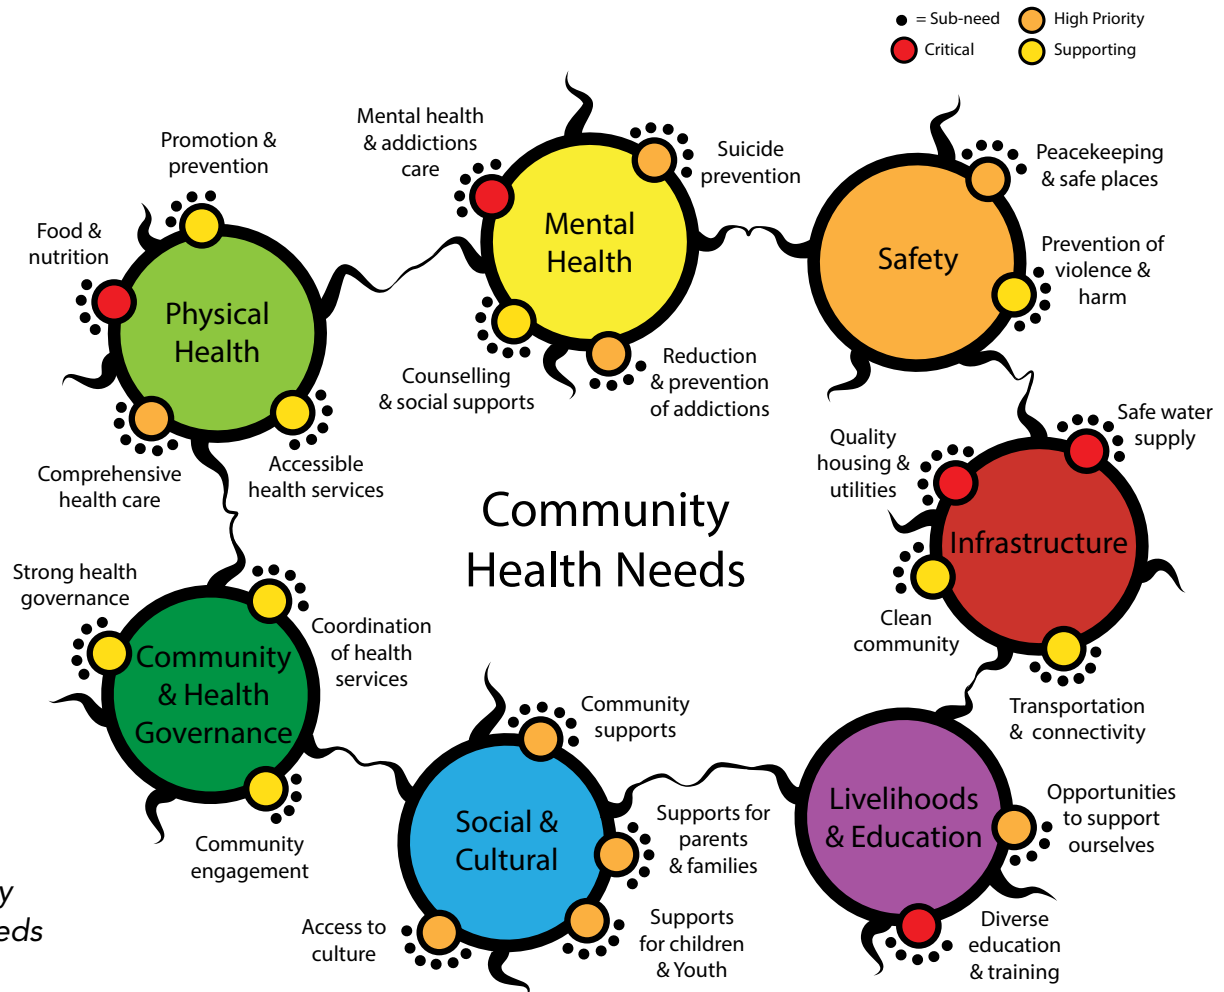 = Sub-need
High Priority
Critical
Supporting
Promotion &
prevention
Food &
nutrition
Physical
Health
Comprehensive
health care
Accessible
health services
Mental health
& addictions
care
Suicide
prevention
Mental
Health
Counselling
& social supports
Reduction
& prevention
of addictions
Peacekeeping
& safe places
Safety
Prevention of
violence &
harm
Safe water
supply
Quality
housing &
utilities
Infrastructure
Clean
community
Transportation
& connectivity
Community
Health Needs
Strong health
governance
Coordination
of health
services
Community
& Health
Governance
Community
engagement
Community
supports
Social &
Cultural
Supports for
parents
& families
Access to
culture
Supports
for children
& Youth
Livelihoods
& Education
Opportunities
to support
ourselves
Diverse
education
& training